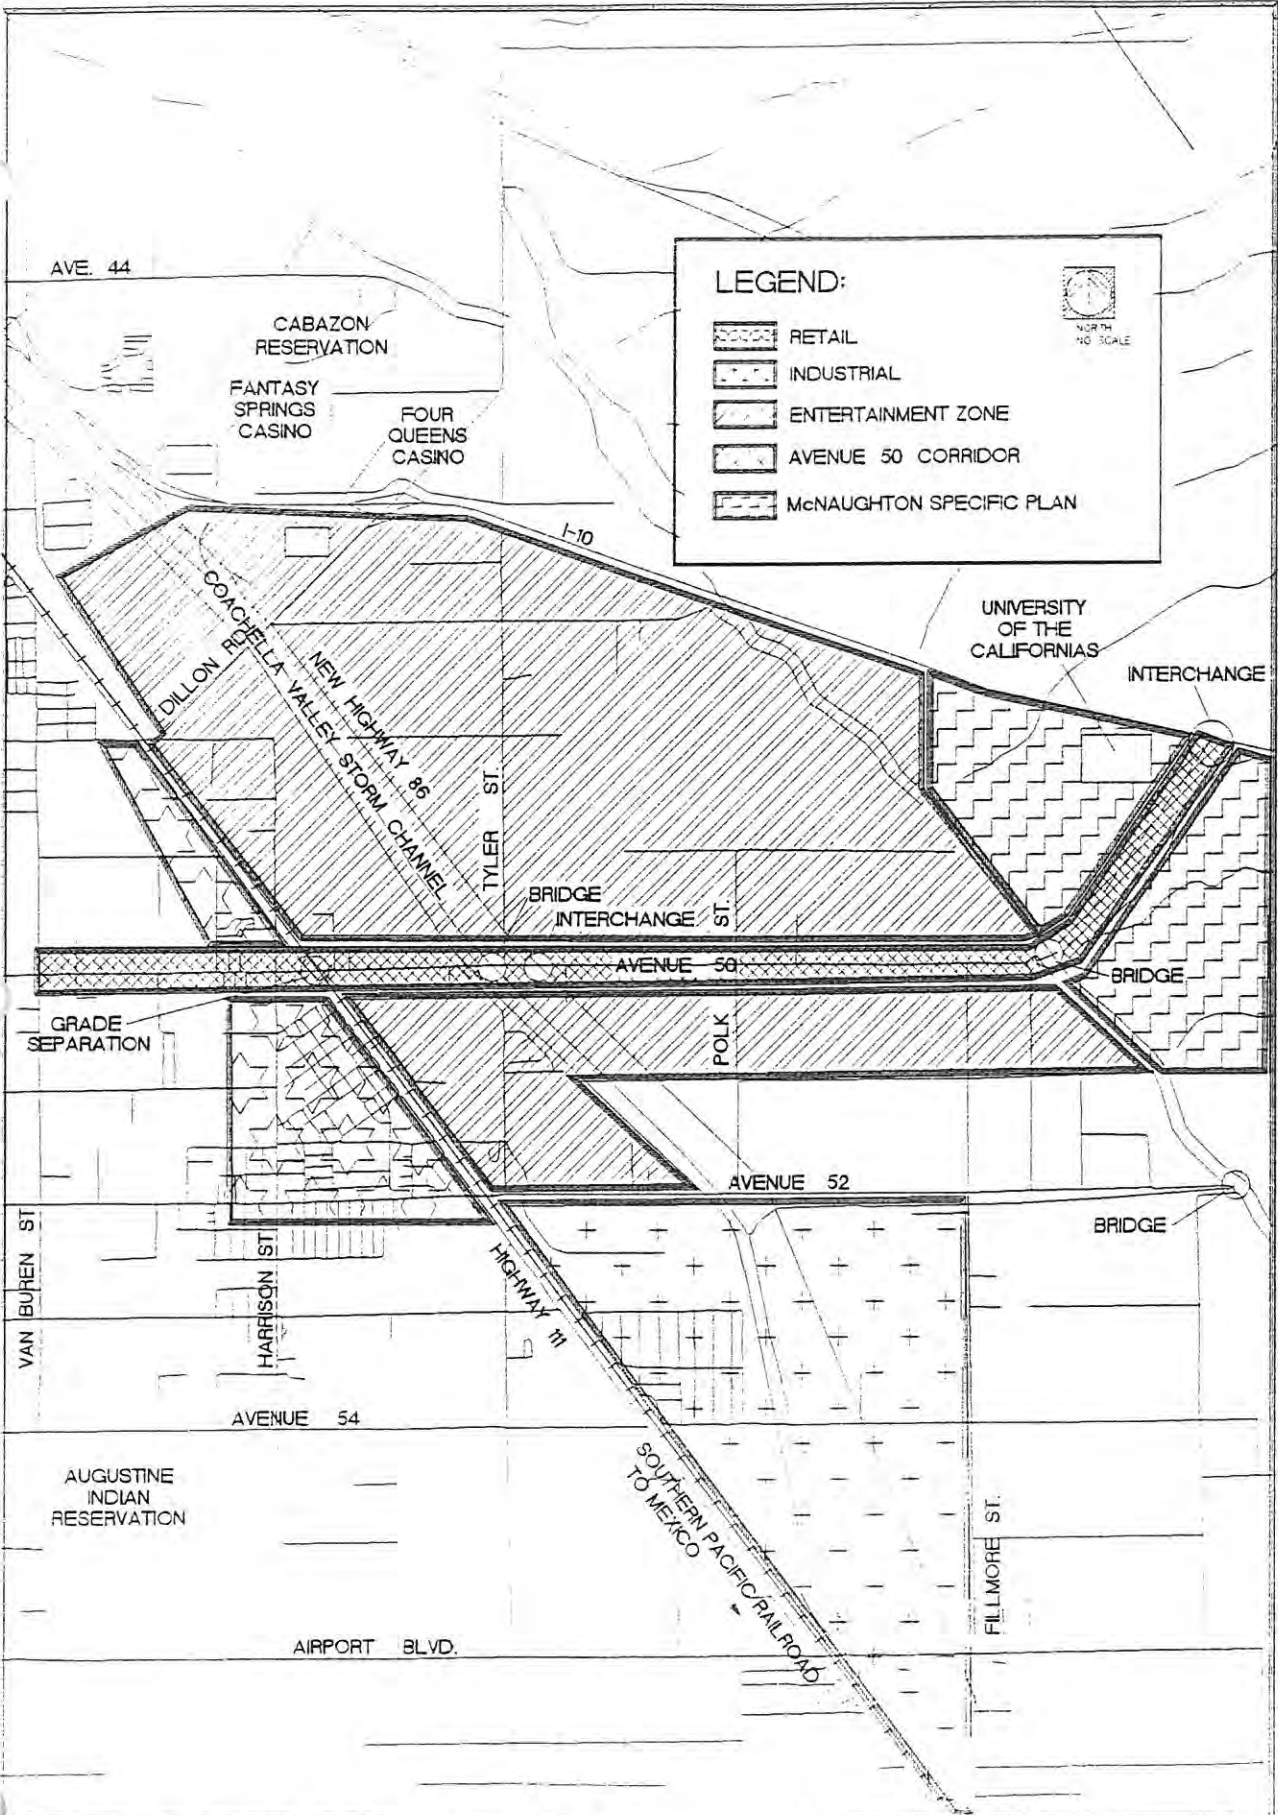 AVE. 44
CABAZON
RESERVATION
FANTASY
SPRINGS
CASINO
FOUR
QUEENS
CASINO
LEGEND:
NORTH
NO SCALE
RETAIL
INDUSTRIAL
ENTERTAINMENT ZONE
AVENUE 50 CORRIDOR
McNAUGHTON SPECIFIC PLAN
I-10
UNIVERSITY
OF THE
CALIFORNIAS
INTERCHANGE
COACHELLA VALLEY STORM CHANNEL
DILLON RD.
NEW HIGHWAY 86
TYLER ST.
BRIDGE
INTERCHANGE
POLK ST.
AVENUE 50
BRIDGE
GRADE
SEPARATION
AVENUE 52
BRIDGE
VAN BUREN ST.
HARRISON ST.
HIGHWAY 111
AVENUE 54
AUGUSTINE
INDIAN
RESERVATION
SOUTHERN PACIFIC/RAILROAD
TO MEXICO
FILLMORE ST.
AIRPORT BLVD.